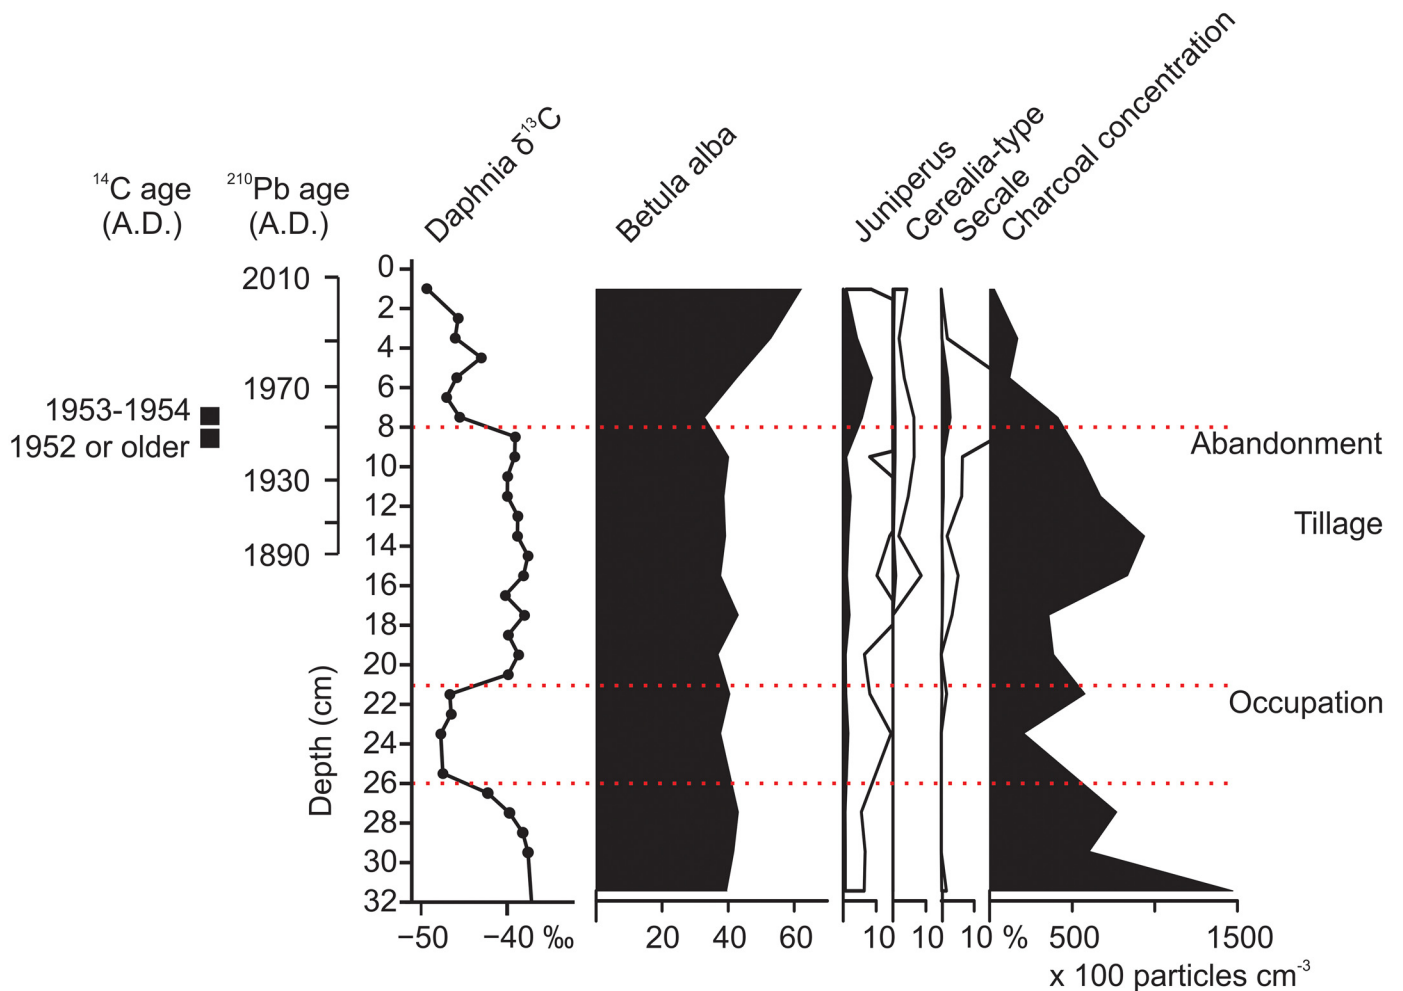 Daphnia δ¹³C
Betula alba
Juniperus
Cerealia-type
Secale
Charcoal concentration
¹⁴C age
(A.D.)
²¹⁰Pb age
(A.D.)
2010
1970
1930
1890
1953-1954
1952 or older
Depth (cm)
0
2
4
6
8
10
12
14
16
18
20
22
24
26
28
30
32
Abandonment
Tillage
Occupation
−50 −40 ‰
20 40 60
10 10 10 %
500 1500
x 100 particles cm⁻³